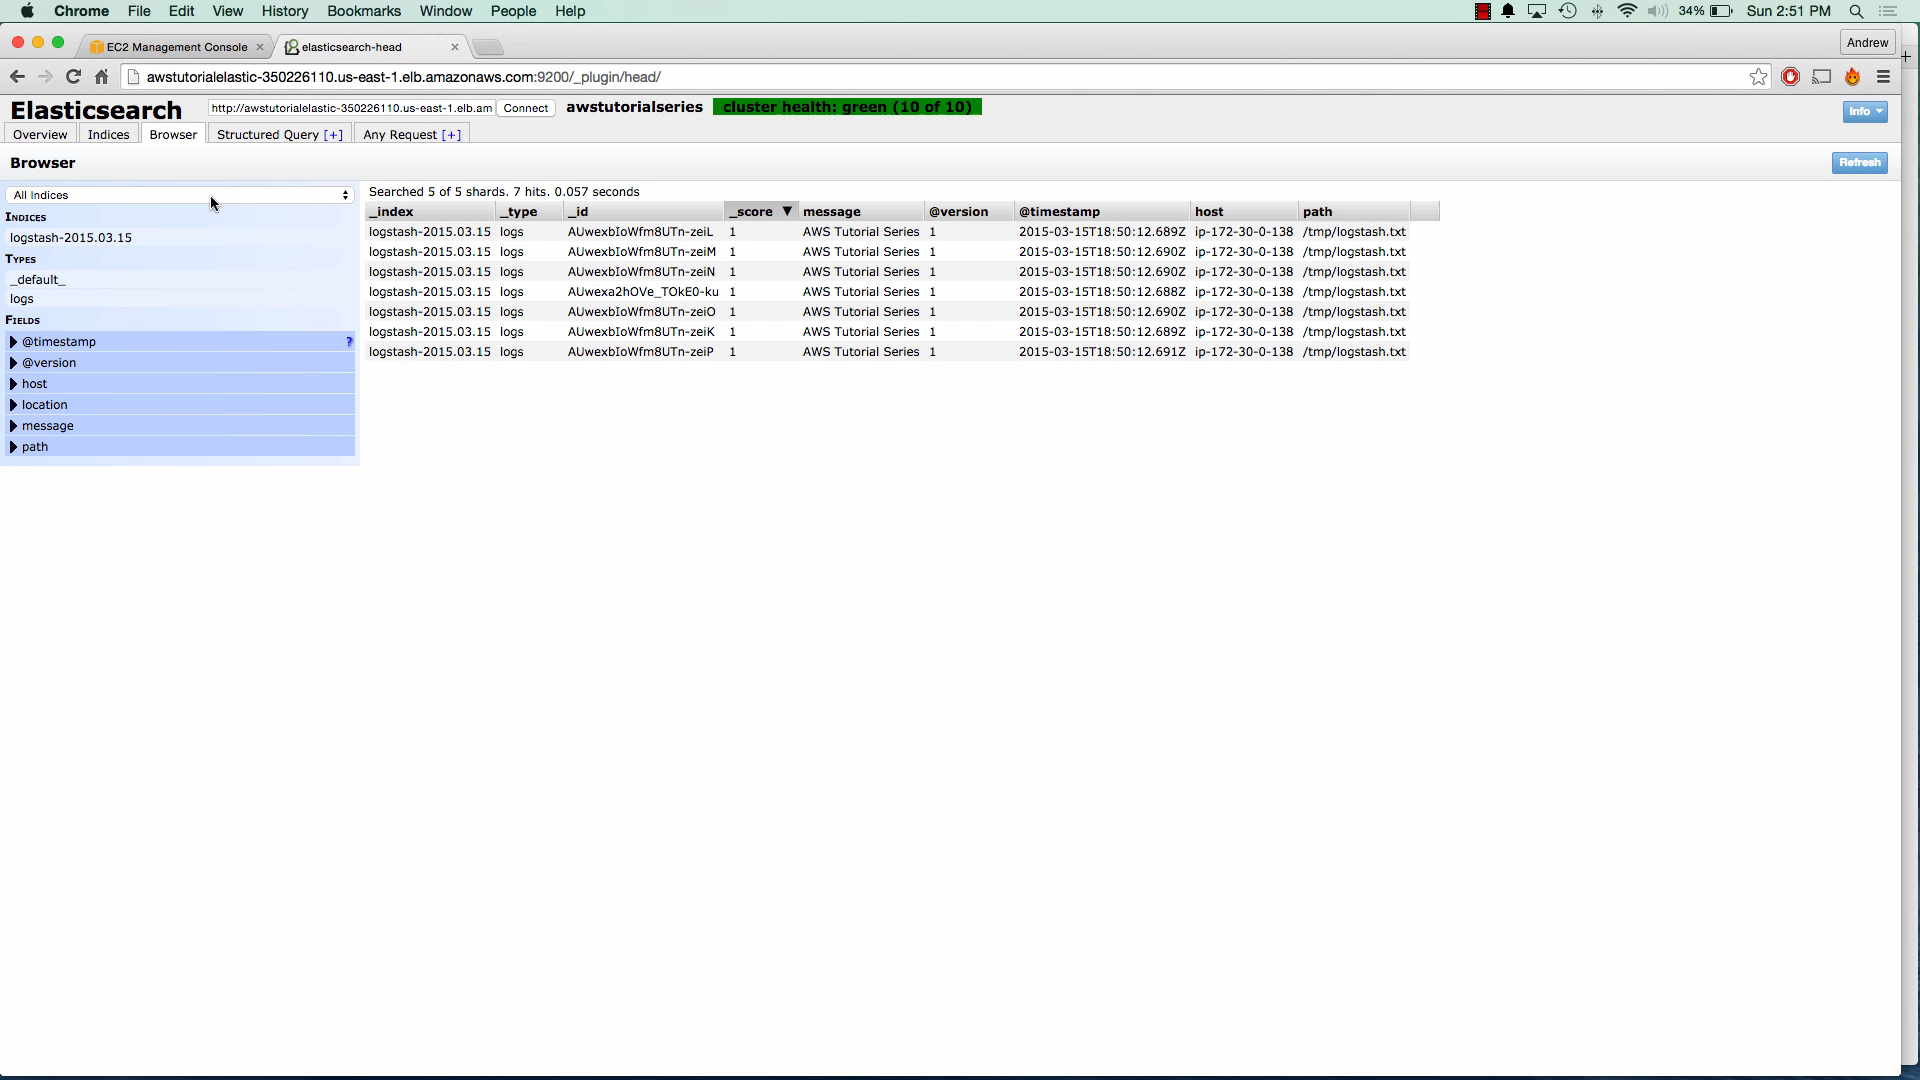 Chrome File Edit View History Bookmarks Window People Help 34% Sun 2:51 PM
EC2 Management Console elasticsearch-head Andrew
awstutorialelastic-350226110.us-east-1.elb.amazonaws.com:9200/_plugin/head/
Elasticsearch http://awstutorialelastic-350226110.us-east-1.elb.am Connect awstutorialseries cluster health: green (10 of 10) Info
Overview Indices Browser Structured Query [+] Any Request [+]
Browser Refresh
All Indices
Indices
logstash-2015.03.15
Types
_default_
logs
Fields
@timestamp ?
@version
host
location
message
path
Searched 5 of 5 shards. 7 hits. 0.057 seconds
_index _type _id _score ▼ message @version @timestamp host path
logstash-2015.03.15 logs AUwexbIoWfm8UTn-zeiL 1 AWS Tutorial Series 1 2015-03-15T18:50:12.689Z ip-172-30-0-138 /tmp/logstash.txt
logstash-2015.03.15 logs AUwexbIoWfm8UTn-zeiM 1 AWS Tutorial Series 1 2015-03-15T18:50:12.690Z ip-172-30-0-138 /tmp/logstash.txt
logstash-2015.03.15 logs AUwexbIoWfm8UTn-zeiN 1 AWS Tutorial Series 1 2015-03-15T18:50:12.690Z ip-172-30-0-138 /tmp/logstash.txt
logstash-2015.03.15 logs AUwexa2hOVe_TOkE0-ku 1 AWS Tutorial Series 1 2015-03-15T18:50:12.688Z ip-172-30-0-138 /tmp/logstash.txt
logstash-2015.03.15 logs AUwexbIoWfm8UTn-zeiO 1 AWS Tutorial Series 1 2015-03-15T18:50:12.690Z ip-172-30-0-138 /tmp/logstash.txt
logstash-2015.03.15 logs AUwexbIoWfm8UTn-zeiK 1 AWS Tutorial Series 1 2015-03-15T18:50:12.689Z ip-172-30-0-138 /tmp/logstash.txt
logstash-2015.03.15 logs AUwexbIoWfm8UTn-zeiP 1 AWS Tutorial Series 1 2015-03-15T18:50:12.691Z ip-172-30-0-138 /tmp/logstash.txt